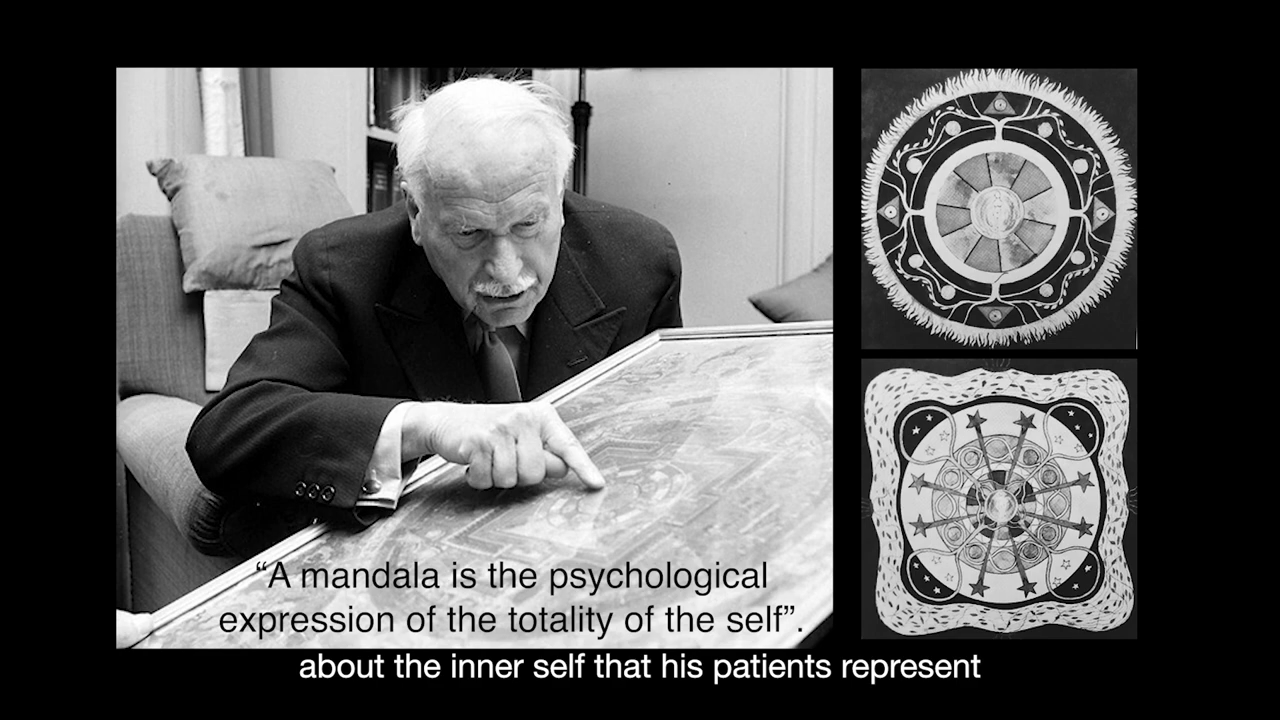 “A mandala is the psychological
expression of the totality of the self”.
about the inner self that his patients represent